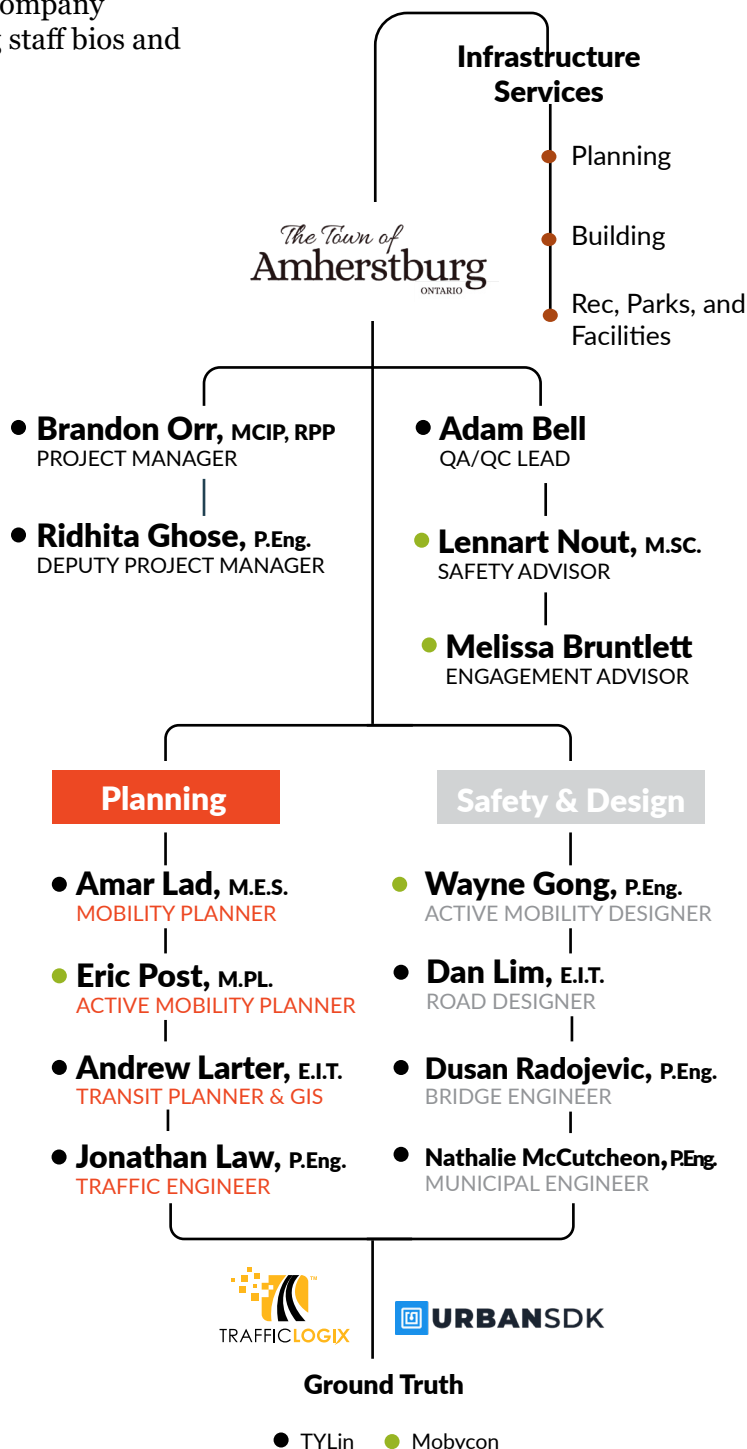 ompany
g staff bios and
Infrastructure
Services
Planning
Building
Rec, Parks, and
Facilities
The Town of
Amherstburg
ONTARIO
Brandon Orr, MCIP, RPP
PROJECT MANAGER
Ridhita Ghose, P.Eng.
DEPUTY PROJECT MANAGER
Adam Bell
QA/QC LEAD
Lennart Nout, M.SC.
SAFETY ADVISOR
Melissa Bruntlett
ENGAGEMENT ADVISOR
Planning
Amar Lad, M.E.S.
MOBILITY PLANNER
Eric Post, M.PL.
ACTIVE MOBILITY PLANNER
Andrew Larter, E.I.T.
TRANSIT PLANNER & GIS
Jonathan Law, P.Eng.
TRAFFIC ENGINEER
Safety & Design
Wayne Gong, P.Eng.
ACTIVE MOBILITY DESIGNER
Dan Lim, E.I.T.
ROAD DESIGNER
Dusan Radojevic, P.Eng.
BRIDGE ENGINEER
Nathalie McCutcheon, P.Eng.
MUNICIPAL ENGINEER
TRAFFICLOGIX
™
URBANSDK
Ground Truth
TYLin
Mobycon